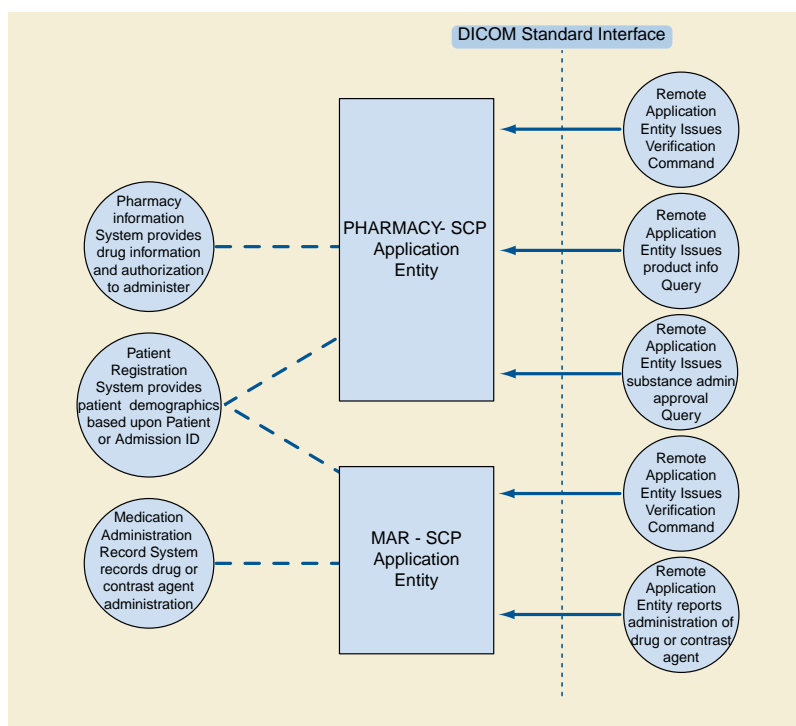 DICOM Standard Interface
Remote
Application
Entity Issues
Verification
Command
Pharmacy
information
System provides
drug information
and authorization
to administer
PHARMACY- SCP
Application
Entity
Remote
Application
Entity Issues
product info
Query
Patient
Registration
System provides
patient demographics
based upon Patient
or Admission ID
Remote
Application
Entity Issues
substance admin
approval
Query
Remote
Application
Entity Issues
Verification
Command
Medication
Administration
Record System
records drug or
contrast agent
administration
MAR - SCP
Application
Entity
Remote
Application
Entity reports
administration of
drug or contrast
agent